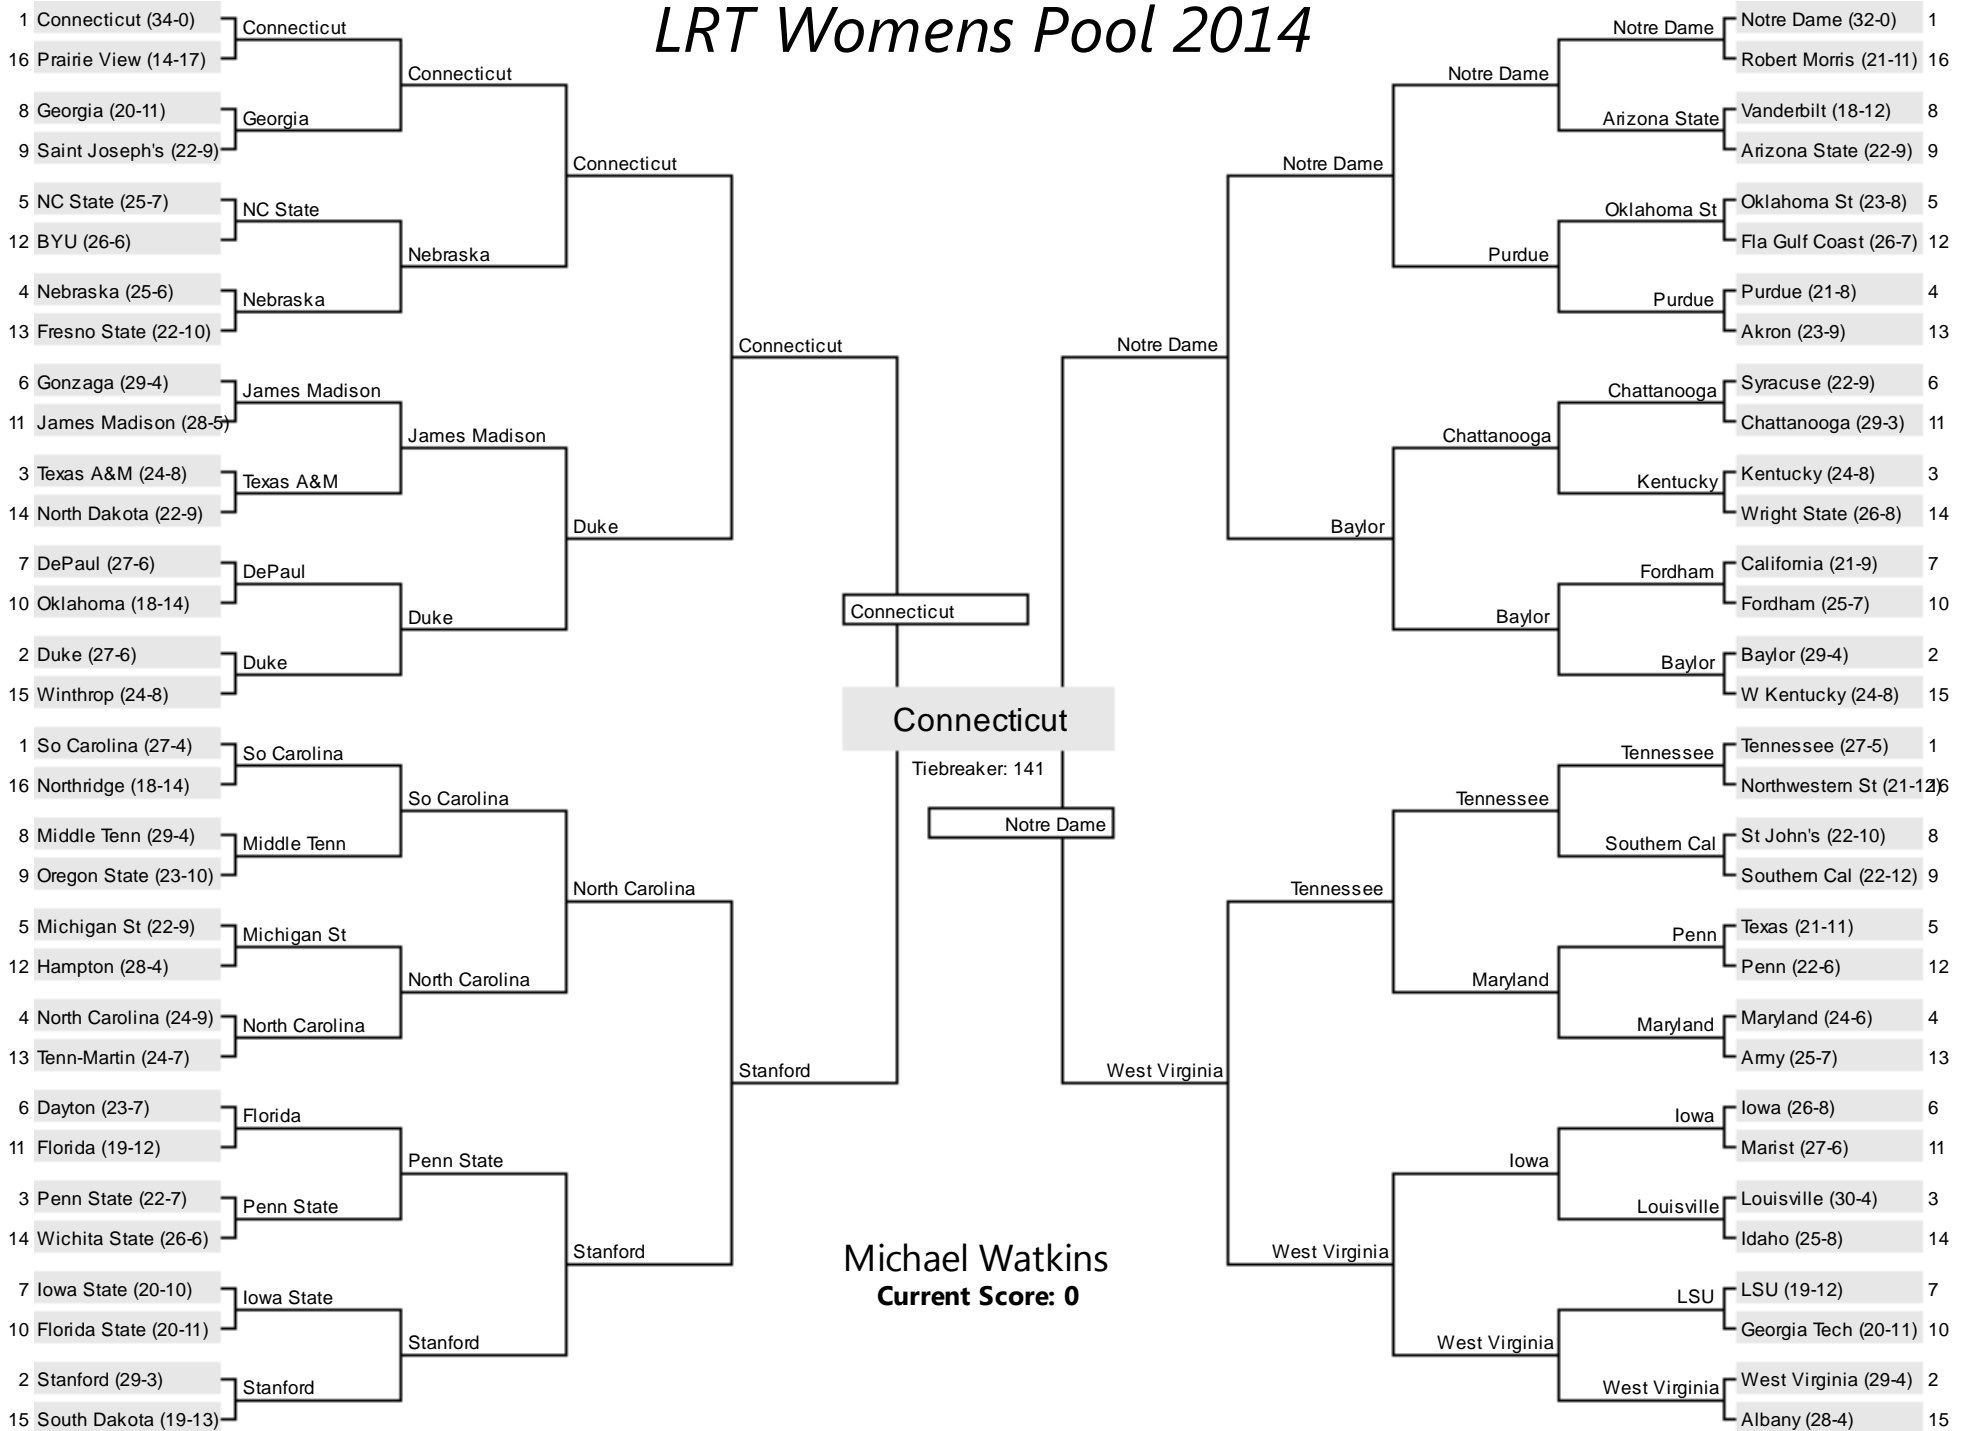 LRT Womens Pool 2014
1 Connecticut (34-0)
16 Prairie View (14-17)
8 Georgia (20-11)
9 Saint Joseph's (22-9)
5 NC State (25-7)
12 BYU (26-6)
4 Nebraska (25-6)
13 Fresno State (22-10)
6 Gonzaga (29-4)
11 James Madison (28-5)
3 Texas A&M (24-8)
14 North Dakota (22-9)
7 DePaul (27-6)
10 Oklahoma (18-14)
2 Duke (27-6)
15 Winthrop (24-8)
1 So Carolina (27-4)
16 Northridge (18-14)
8 Middle Tenn (29-4)
9 Oregon State (23-10)
5 Michigan St (22-9)
12 Hampton (28-4)
4 North Carolina (24-9)
13 Tenn-Martin (24-7)
6 Dayton (23-7)
11 Florida (19-12)
3 Penn State (22-7)
14 Wichita State (26-6)
7 Iowa State (20-10)
10 Florida State (20-11)
2 Stanford (29-3)
15 South Dakota (19-13)
Connecticut
Georgia
NC State
Nebraska
James Madison
Texas A&M
DePaul
Duke
So Carolina
Middle Tenn
Michigan St
North Carolina
Florida
Penn State
Iowa State
Stanford
Connecticut
Nebraska
James Madison
Duke
So Carolina
North Carolina
Penn State
Stanford
Connecticut
Duke
North Carolina
Stanford
Connecticut
Stanford
Connecticut
Connecticut
Tiebreaker: 141
Notre Dame
Michael Watkins
Current Score: 0
Notre Dame
West Virginia
Notre Dame
Baylor
Tennessee
West Virginia
Notre Dame
Purdue
Chattanooga
Baylor
Tennessee
Maryland
Iowa
West Virginia
Notre Dame
Arizona State
Oklahoma St
Purdue
Chattanooga
Kentucky
Fordham
Baylor
Tennessee
Southern Cal
Penn
Maryland
Iowa
Louisville
LSU
West Virginia
Notre Dame (32-0) 1
Robert Morris (21-11) 16
Vanderbilt (18-12) 8
Arizona State (22-9) 9
Oklahoma St (23-8) 5
Fla Gulf Coast (26-7) 12
Purdue (21-8) 4
Akron (23-9) 13
Syracuse (22-9) 6
Chattanooga (29-3) 11
Kentucky (24-8) 3
Wright State (26-8) 14
California (21-9) 7
Fordham (25-7) 10
Baylor (29-4) 2
W Kentucky (24-8) 15
Tennessee (27-5) 1
Northwestern St (21-12) 16
St John's (22-10) 8
Southern Cal (22-12) 9
Texas (21-11) 5
Penn (22-6) 12
Maryland (24-6) 4
Army (25-7) 13
Iowa (26-8) 6
Marist (27-6) 11
Louisville (30-4) 3
Idaho (25-8) 14
LSU (19-12) 7
Georgia Tech (20-11) 10
West Virginia (29-4) 2
Albany (28-4) 15